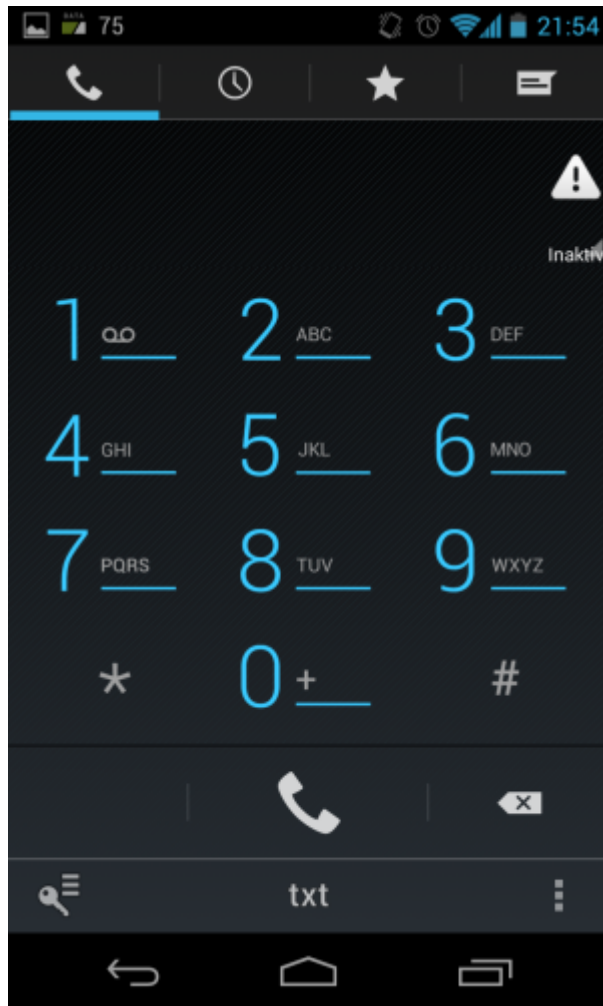 DATA 75 21:54
Inaktiv
1 2 ABC 3 DEF
4 GHI 5 JKL 6 MNO
7 PQRS 8 TUV 9 WXYZ
* 0 + #
txt